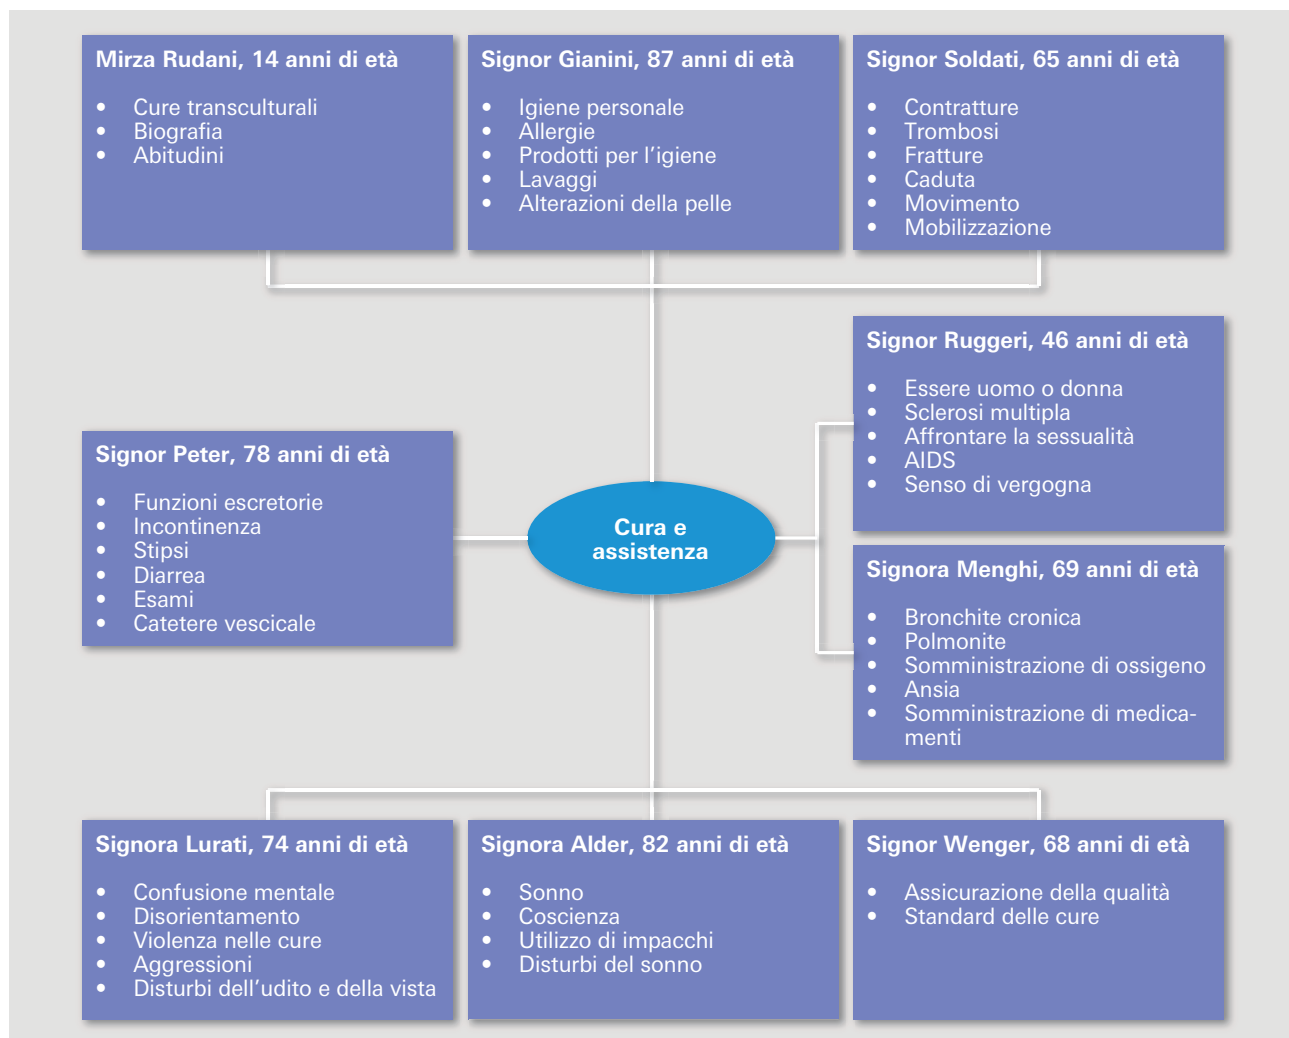 Mirza Rudani, 14 anni di età
• Cure transculturali
• Biografia
• Abitudini
Signor Gianini, 87 anni di età
• Igiene personale
• Allergie
• Prodotti per l'igiene
• Lavaggi
• Alterazioni della pelle
Signor Soldati, 65 anni di età
• Contratture
• Trombosi
• Fratture
• Caduta
• Movimento
• Mobilizzazione
Signor Ruggeri, 46 anni di età
• Essere uomo o donna
• Sclerosi multipla
• Affrontare la sessualità
• AIDS
• Senso di vergogna
Signor Peter, 78 anni di età
• Funzioni escretorie
• Incontinenza
• Stipsi
• Diarrea
• Esami
• Catetere vescicale
Cura e
assistenza
Signora Menghi, 69 anni di età
• Bronchite cronica
• Polmonite
• Somministrazione di ossigeno
• Ansia
• Somministrazione di medica-
menti
Signora Lurati, 74 anni di età
• Confusione mentale
• Disorientamento
• Violenza nelle cure
• Aggressioni
• Disturbi dell'udito e della vista
Signora Alder, 82 anni di età
• Sonno
• Coscienza
• Utilizzo di impacchi
• Disturbi del sonno
Signor Wenger, 68 anni di età
• Assicurazione della qualità
• Standard delle cure